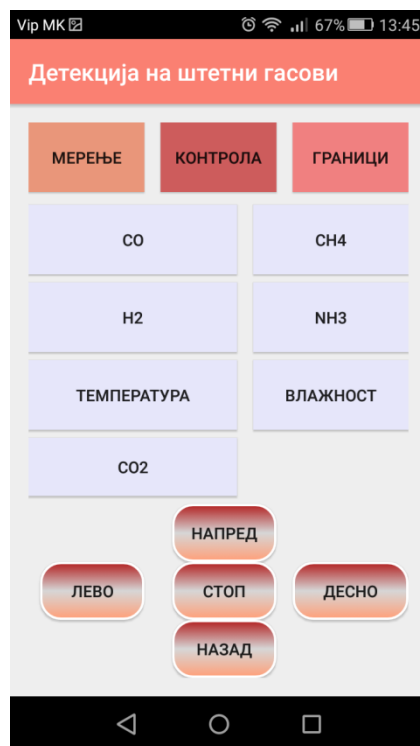 Vip MK 67% 13:45
Детекција на штетни гасови
МЕРЕЊЕ КОНТРОЛА ГРАНИЦИ
CO CH4
H2 NH3
ТЕМПЕРАТУРА ВЛАЖНОСТ
CO2
НАПРЕД
ЛЕВО СТОП ДЕСНО
НАЗАД